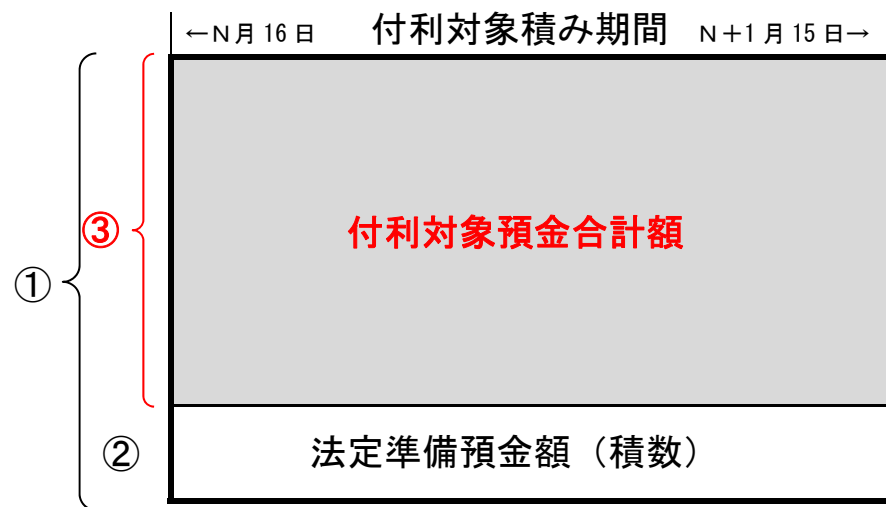 ←N月16日 付利対象積み期間 N+1月15日→
③
付利対象預金合計額
①
② 法定準備預金額（積数）